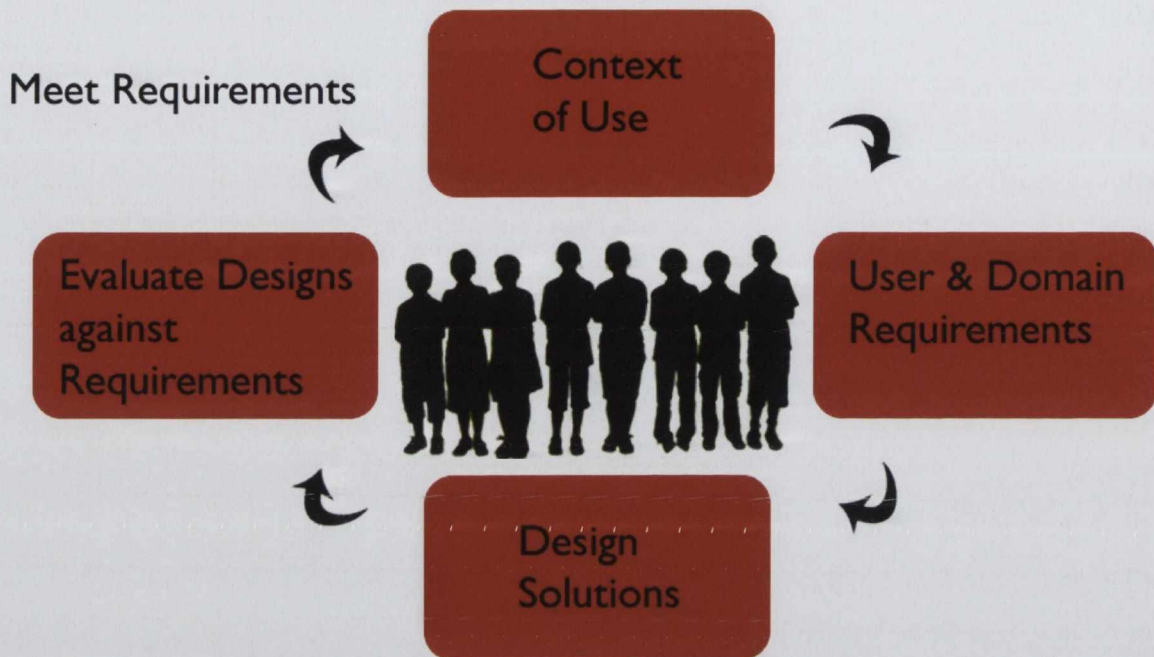 Meet Requirements
Context
of Use
Evaluate Designs
against
Requirements
User & Domain
Requirements
Design
Solutions